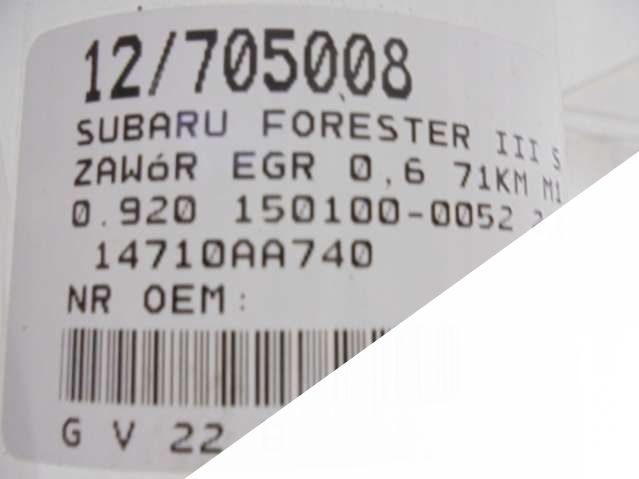 12/705008
SUBARU FORESTER III S
ZAWóR EGR 0,6 71KM
0.920 150100-0052
14710AA740
NR OEM:
G V 22